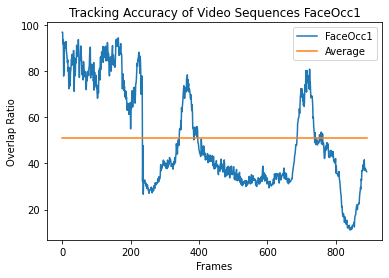 Tracking Accuracy of Video Sequences FaceOcc1
FaceOcc1
Average
100
80
60
40
20
Overlap Ratio
0
200
400
600
800
Frames